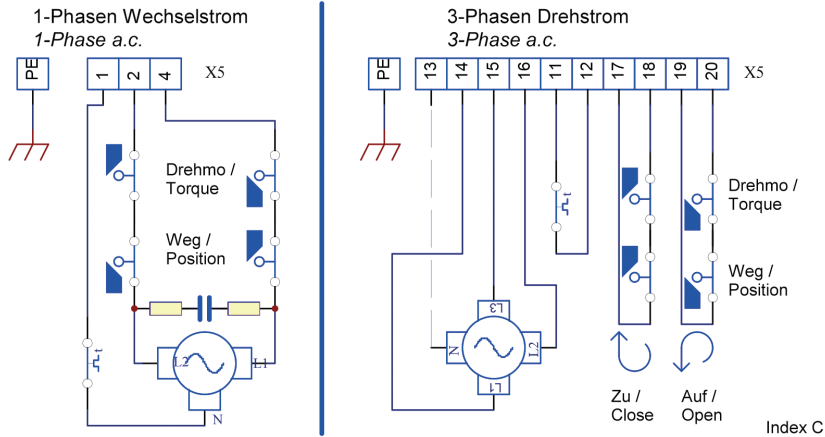 1-Phasen Wechselstrom
1-Phase a.c.
PE
1 2 4 X5
Drehmo /
Torque
Weg /
Position
t
L2 L1
N
3-Phasen Drehstrom
3-Phase a.c.
PE
13 14 15 16 11 12 17 18 19 20 X5
t
Drehmo /
Torque
Weg /
Position
L3
N L2
L1
Zu /
Close
Auf /
Open
Index C